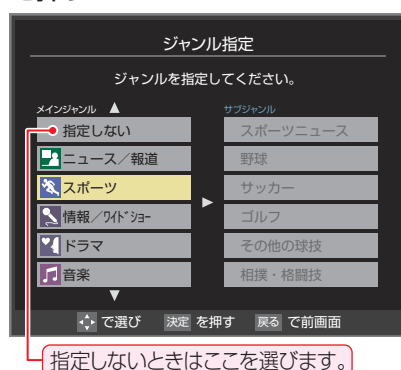 ジャンル指定
ジャンルを指定してください。
メインジャンル ▲
サブジャンル
指定しない
スポーツニュース
ニュース／報道
野球
スポーツ
サッカー
情報／ワイドショー
ゴルフ
ドラマ
その他の球技
音楽
相撲・格闘技
で選び 決定 を押す 戻る で前画面
指定しないときはここを選びます。